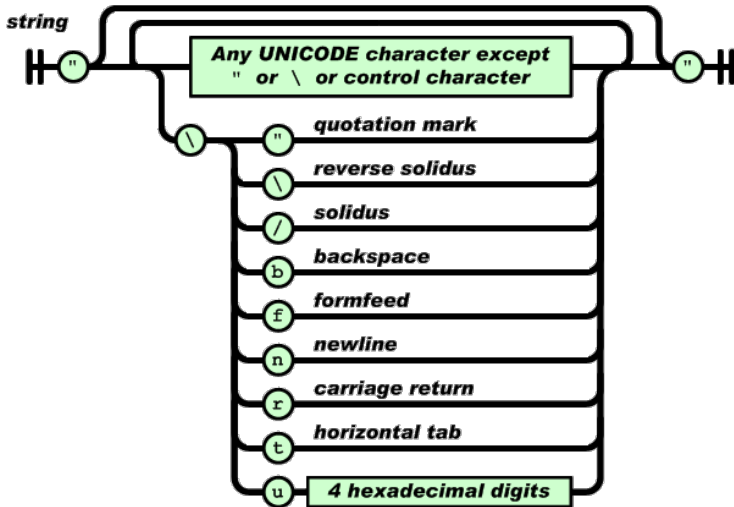 string
" Any UNICODE character except "
" or \ or control character
\ " quotation mark
\ reverse solidus
/ solidus
b backspace
f formfeed
n newline
r carriage return
t horizontal tab
u 4 hexadecimal digits